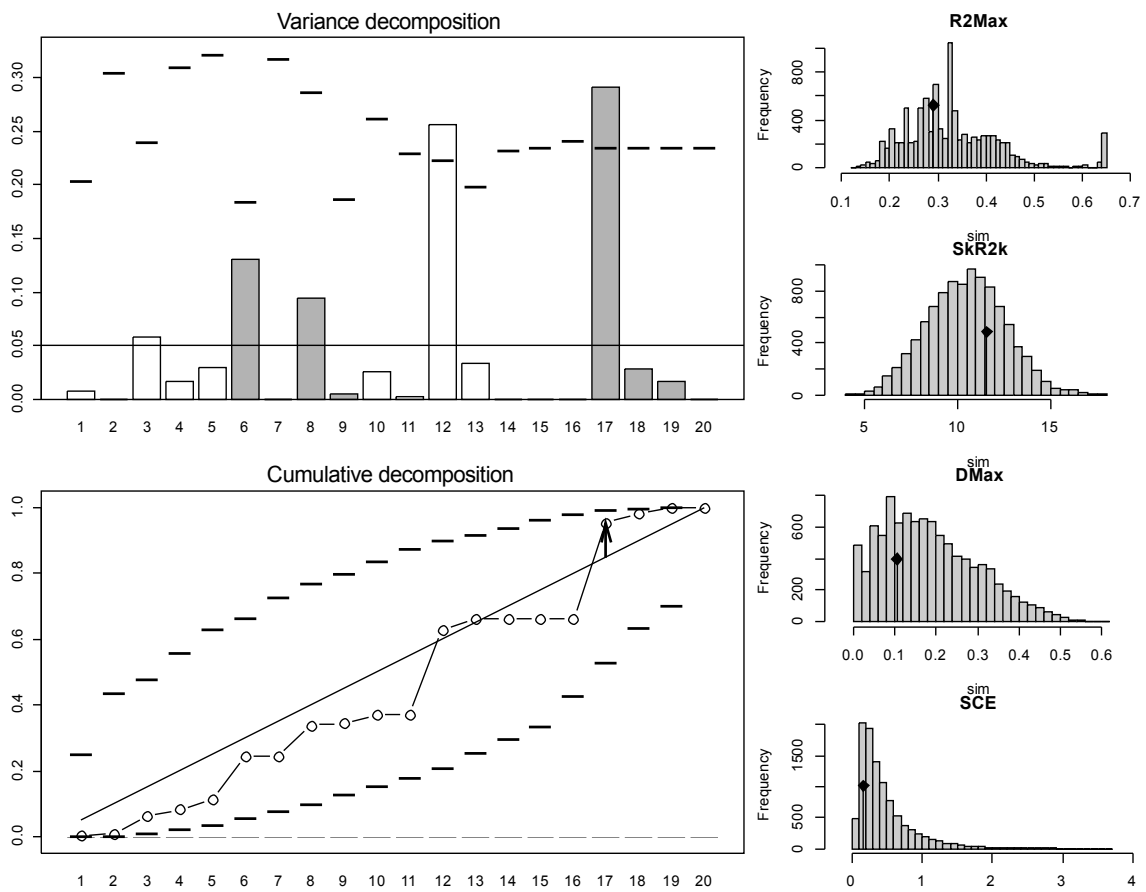 Variance decomposition
0.30
0.25
0.20
0.15
0.10
0.05
0.00
1 2 3 4 5 6 7 8 9 10 11 12 13 14 15 16 17 18 19 20
Cumulative decomposition
1.0
0.8
0.6
0.4
0.2
0.0
1 2 3 4 5 6 7 8 9 10 11 12 13 14 15 16 17 18 19 20
R2Max
Frequency
800
400
0
0.1 0.2 0.3 0.4 0.5 0.6 0.7
sim
SkR2k
Frequency
800
400
0
5 10 15
sim
DMax
Frequency
600
200
0
0.0 0.1 0.2 0.3 0.4 0.5 0.6
sim
SCE
Frequency
1500
500
0
0 1 2 3 4